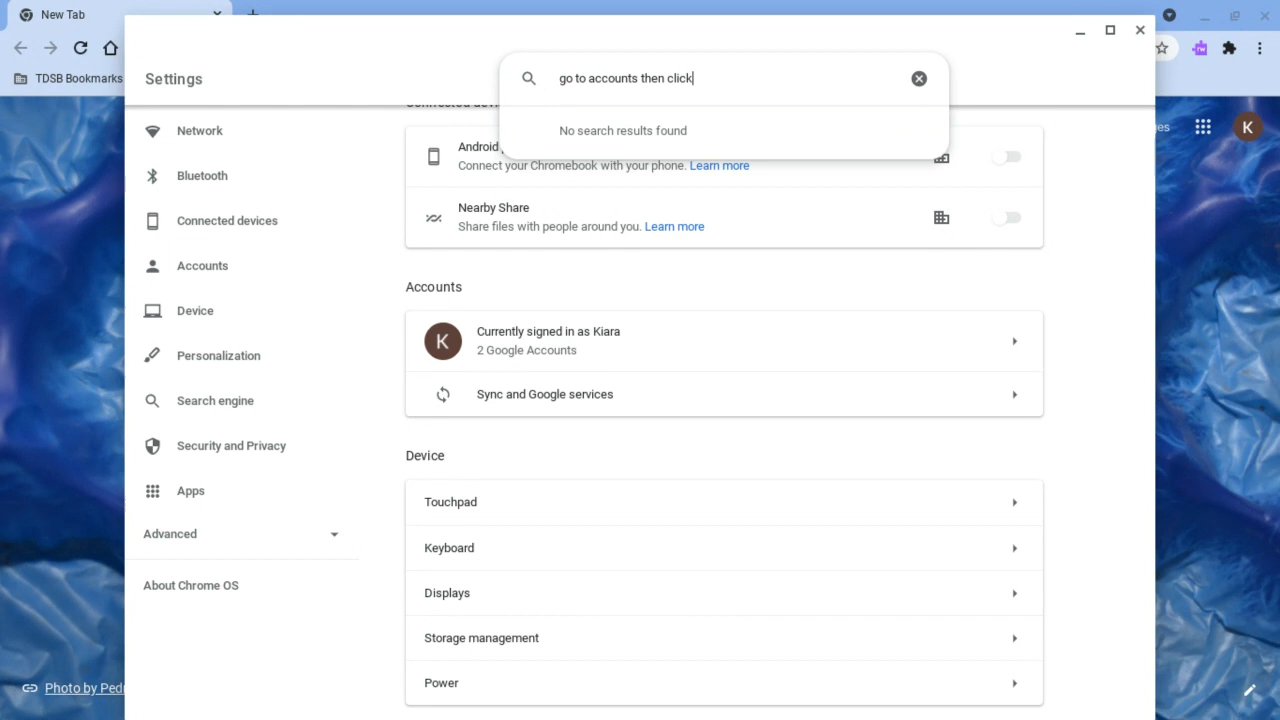 New Tab
TDSB Bookmarks
Settings
go to accounts then click
No search results found
Network
Bluetooth
Connected devices
Accounts
Device
Personalization
Search engine
Security and Privacy
Apps
Advanced
About Chrome OS
Android
Connect your Chromebook with your phone. Learn more
Nearby Share
Share files with people around you. Learn more
Accounts
K
Currently signed in as Kiara
2 Google Accounts
Sync and Google services
Device
Touchpad
Keyboard
Displays
Storage management
Power
K
Photo by Ped